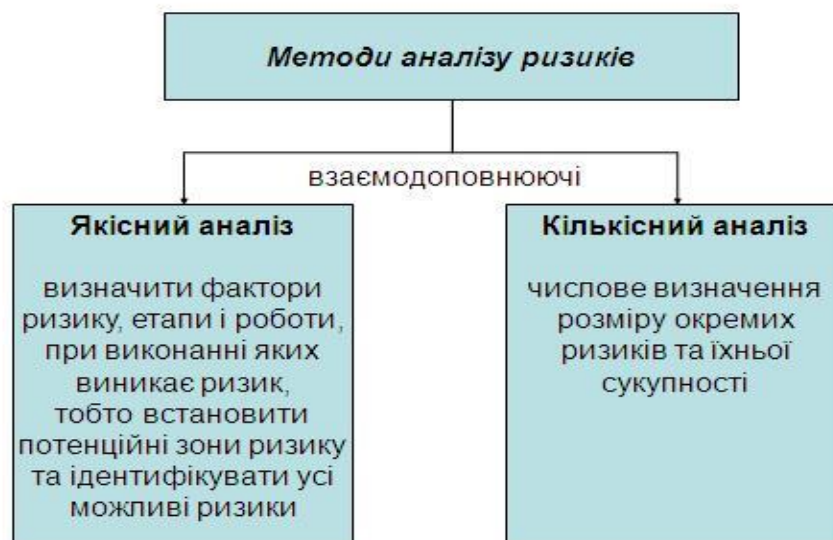 Методи аналізу ризиків
взаємодоповнюючі
Якісний аналіз
визначити фактори
ризику, етапи і роботи,
при виконанні яких
виникає ризик,
тобто встановити
потенційні зони ризику
та ідентифікувати усі
можливі ризики
Кількісний аналіз
числове визначення
розміру окремих
ризиків та їхньої
сукупності